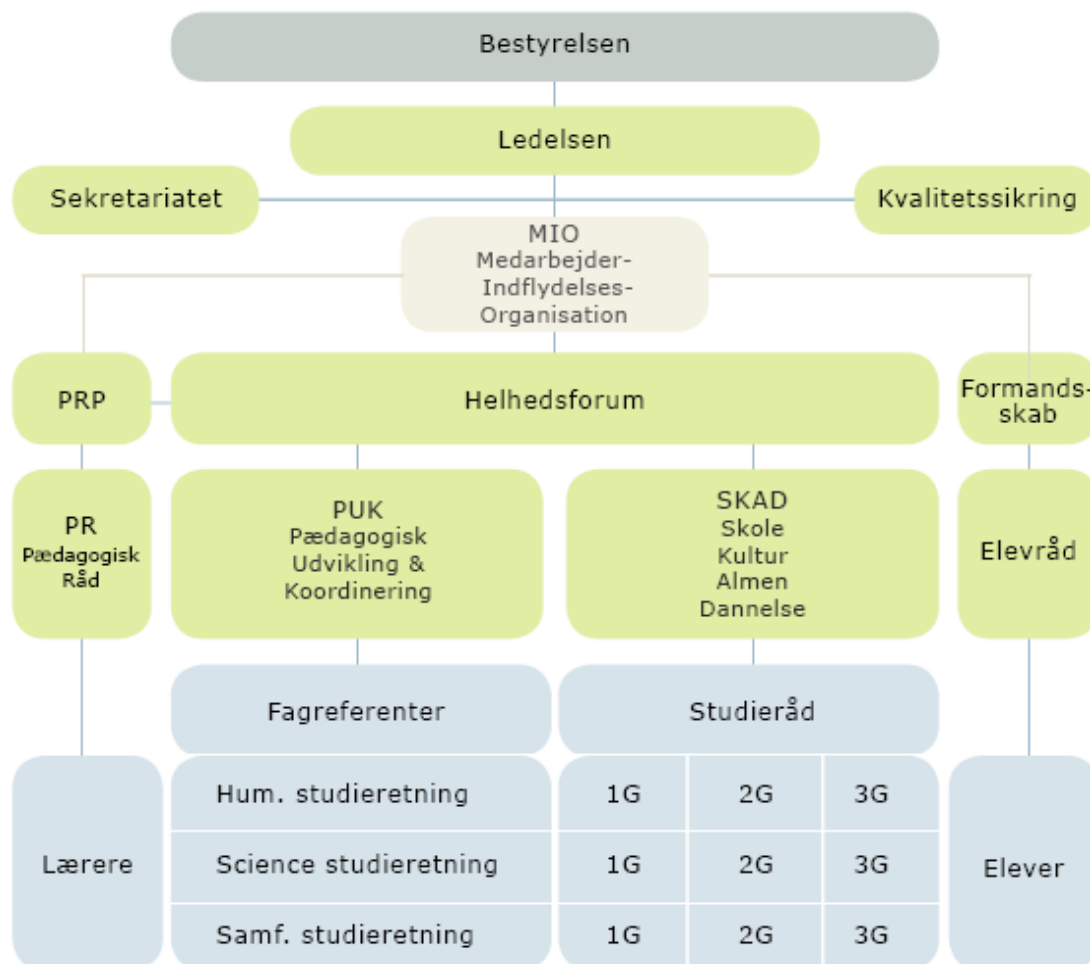 Bestyrelsen
Ledelsen
Sekretariatet
Kvalitetssikring
MIO
Medarbejder-
Indflydelses-
Organisation
PRP
Helhedsforum
Formands-
skab
PR
Pædagogisk
Råd
PUK
Pædagogisk
Udvikling &
Koordinering
SKAD
Skole
Kultur
Almen
Dannelse
Elevråd
Fagreferenter
Studieråd
Lærere
Hum. studieretning 1G 2G 3G
Science studieretning 1G 2G 3G
Samf. studieretning 1G 2G 3G
Elever